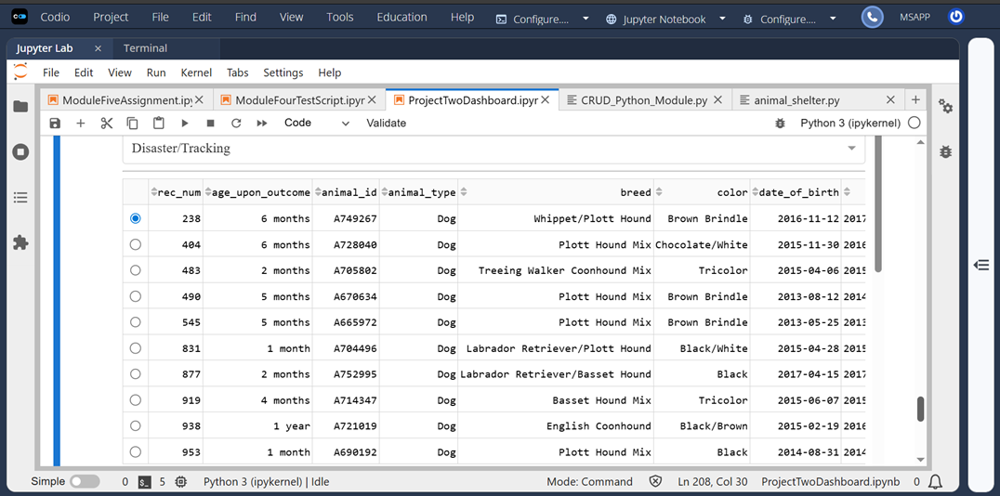 Codio Project File Edit Find View Tools Education Help Configure.... Jupyter Notebook Configure.... MSAPP
Jupyter Lab Terminal
File Edit View Run Kernel Tabs Settings Help
ModuleFiveAssignment.ipy ModuleFourTestScript.ipynr ProjectTwoDashboard.ipynr CRUD_Python_Module.py animal_shelter.py
Code Validate Python 3 (ipykernel)
Disaster/Tracking
rec_num age_upon_outcome animal_id animal_type breed color date_of_birth
238 6 months A749267 Dog Whippet/Plott Hound Brown Brindle 2016-11-12 2017
404 6 months A728040 Dog Plott Hound Mix Chocolate/White 2015-11-30 2016
483 2 months A705802 Dog Treeing Walker Coonhound Mix Tricolor 2015-04-06 2015
490 5 months A670634 Dog Plott Hound Mix Brown Brindle 2013-08-12 2014
545 5 months A665972 Dog Plott Hound Mix Brown Brindle 2013-05-25 2013
831 1 month A704496 Dog Labrador Retriever/Plott Hound Black/White 2015-04-28 2015
877 2 months A752995 Dog Labrador Retriever/Basset Hound Black 2017-04-15 2017
919 4 months A714347 Dog Basset Hound Mix Tricolor 2015-06-07 2015
938 1 year A721019 Dog English Coonhound Black/Brown 2015-02-19 2016
953 1 month A690192 Dog Plott Hound Mix Black 2014-08-31 2014
Simple 0 $_ 5 Python 3 (ipykernel) | Idle Mode: Command Ln 208, Col 30 ProjectTwoDashboard.ipynb 0